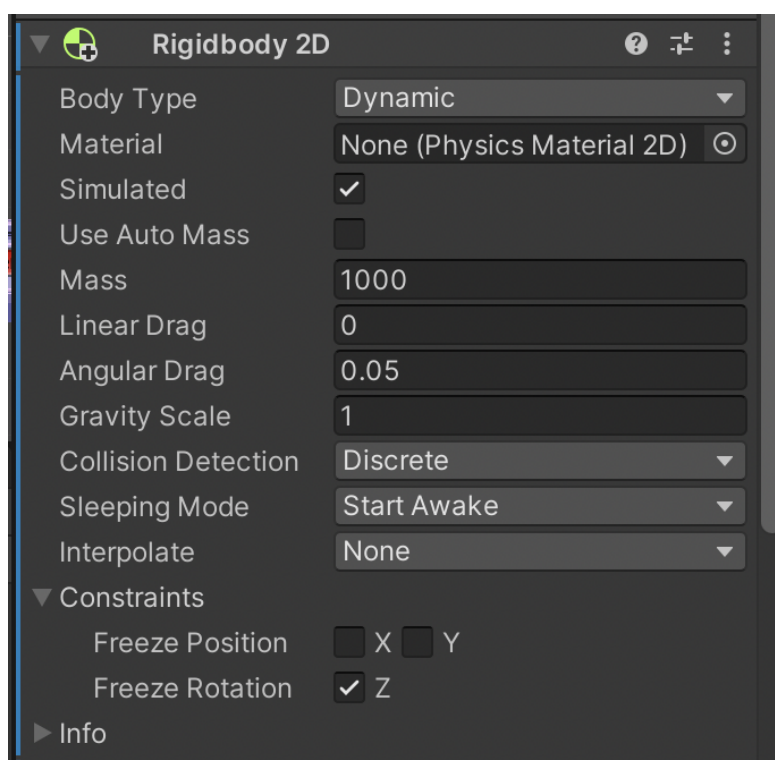 Rigidbody 2D
Body Type Dynamic
Material None (Physics Material 2D)
Simulated
Use Auto Mass
Mass 1000
Linear Drag 0
Angular Drag 0.05
Gravity Scale 1
Collision Detection Discrete
Sleeping Mode Start Awake
Interpolate None
Constraints
Freeze Position X Y
Freeze Rotation Z
Info